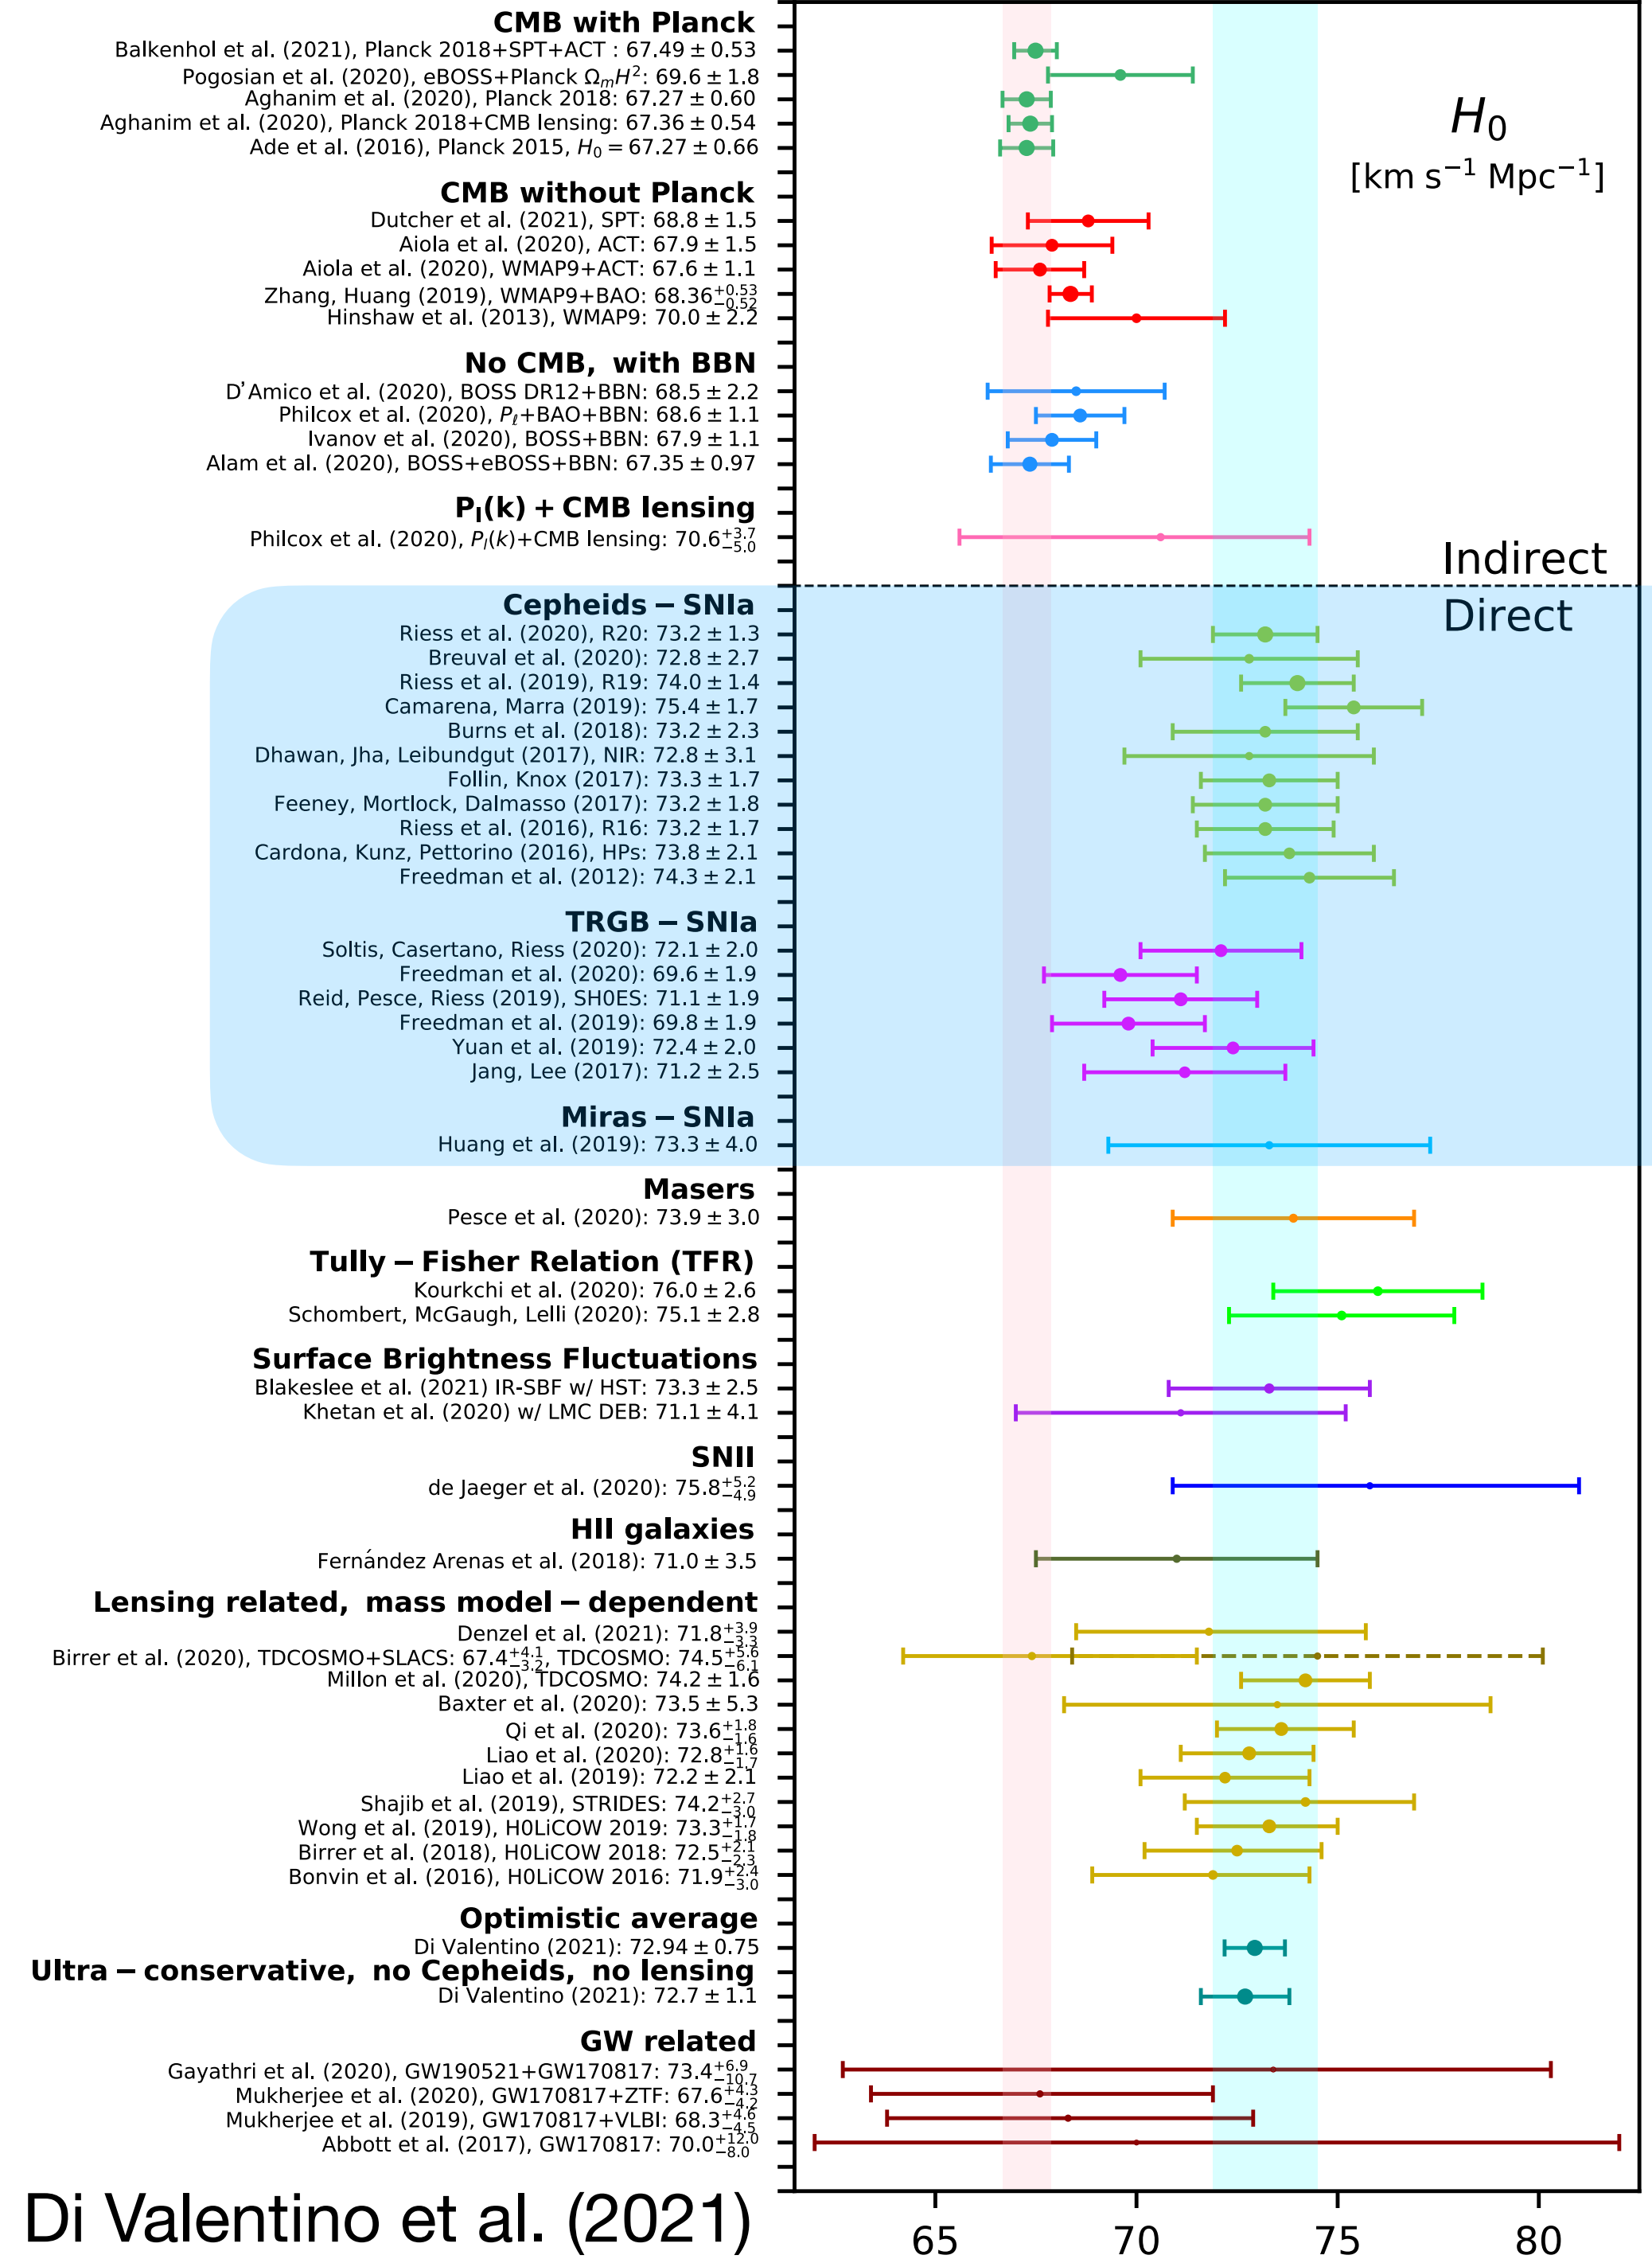 CMB with Planck
Balkenhol et al. (2021), Planck 2018+SPT+ACT : 67.49 ± 0.53
Pogosian et al. (2020), eBOSS+Planck Ω_mH²: 69.6 ± 1.8
Aghanim et al. (2020), Planck 2018: 67.27 ± 0.60
Aghanim et al. (2020), Planck 2018+CMB lensing: 67.36 ± 0.54
Ade et al. (2016), Planck 2015, H₀ = 67.27 ± 0.66
H₀
[km s⁻¹ Mpc⁻¹]
CMB without Planck
Dutcher et al. (2021), SPT: 68.8 ± 1.5
Aiola et al. (2020), ACT: 67.9 ± 1.5
Aiola et al. (2020), WMAP9+ACT: 67.6 ± 1.1
Zhang, Huang (2019), WMAP9+BAO: 68.36 +0.53 −0.52
Hinshaw et al. (2013), WMAP9: 70.0 ± 2.2
No CMB, with BBN
D'Amico et al. (2020), BOSS DR12+BBN: 68.5 ± 2.2
Philcox et al. (2020), P_ℓ+BAO+BBN: 68.6 ± 1.1
Ivanov et al. (2020), BOSS+BBN: 67.9 ± 1.1
Alam et al. (2020), BOSS+eBOSS+BBN: 67.35 ± 0.97
P_l(k) + CMB lensing
Philcox et al. (2020), P_l(k)+CMB lensing: 70.6 +3.7 −5.0
Indirect
Direct
Cepheids − SNIa
Riess et al. (2020), R20: 73.2 ± 1.3
Breuval et al. (2020): 72.8 ± 2.7
Riess et al. (2019), R19: 74.0 ± 1.4
Camarena, Marra (2019): 75.4 ± 1.7
Burns et al. (2018): 73.2 ± 2.3
Dhawan, Jha, Leibundgut (2017), NIR: 72.8 ± 3.1
Follin, Knox (2017): 73.3 ± 1.7
Feeney, Mortlock, Dalmasso (2017): 73.2 ± 1.8
Riess et al. (2016), R16: 73.2 ± 1.7
Cardona, Kunz, Pettorino (2016), HPs: 73.8 ± 2.1
Freedman et al. (2012): 74.3 ± 2.1
TRGB − SNIa
Soltis, Casertano, Riess (2020): 72.1 ± 2.0
Freedman et al. (2020): 69.6 ± 1.9
Reid, Pesce, Riess (2019), SH0ES: 71.1 ± 1.9
Freedman et al. (2019): 69.8 ± 1.9
Yuan et al. (2019): 72.4 ± 2.0
Jang, Lee (2017): 71.2 ± 2.5
Miras − SNIa
Huang et al. (2019): 73.3 ± 4.0
Masers
Pesce et al. (2020): 73.9 ± 3.0
Tully − Fisher Relation (TFR)
Kourkchi et al. (2020): 76.0 ± 2.6
Schombert, McGaugh, Lelli (2020): 75.1 ± 2.8
Surface Brightness Fluctuations
Blakeslee et al. (2021) IR-SBF w/ HST: 73.3 ± 2.5
Khetan et al. (2020) w/ LMC DEB: 71.1 ± 4.1
SNII
de Jaeger et al. (2020): 75.8 +5.2 −4.9
HII galaxies
Fernández Arenas et al. (2018): 71.0 ± 3.5
Lensing related, mass model − dependent
Denzel et al. (2021): 71.8 +3.9 −3.3
Birrer et al. (2020), TDCOSMO+SLACS: 67.4 +4.1 −3.2, TDCOSMO: 74.5 +5.6 −6.1
Millon et al. (2020), TDCOSMO: 74.2 ± 1.6
Baxter et al. (2020): 73.5 ± 5.3
Qi et al. (2020): 73.6 +1.8 −1.6
Liao et al. (2020): 72.8 +1.6 −1.7
Liao et al. (2019): 72.2 ± 2.1
Shajib et al. (2019), STRIDES: 74.2 +2.7 −3.0
Wong et al. (2019), H0LiCOW 2019: 73.3 +1.7 −1.8
Birrer et al. (2018), H0LiCOW 2018: 72.5 +2.1 −2.3
Bonvin et al. (2016), H0LiCOW 2016: 71.9 +2.4 −3.0
Optimistic average
Di Valentino (2021): 72.94 ± 0.75
Ultra − conservative, no Cepheids, no lensing
Di Valentino (2021): 72.7 ± 1.1
GW related
Gayathri et al. (2020), GW190521+GW170817: 73.4 +6.9 −10.7
Mukherjee et al. (2020), GW170817+ZTF: 67.6 +4.3 −4.2
Mukherjee et al. (2019), GW170817+VLBI: 68.3 +4.6 −4.5
Abbott et al. (2017), GW170817: 70.0 +12.0 −8.0
65 70 75 80
Di Valentino et al. (2021)